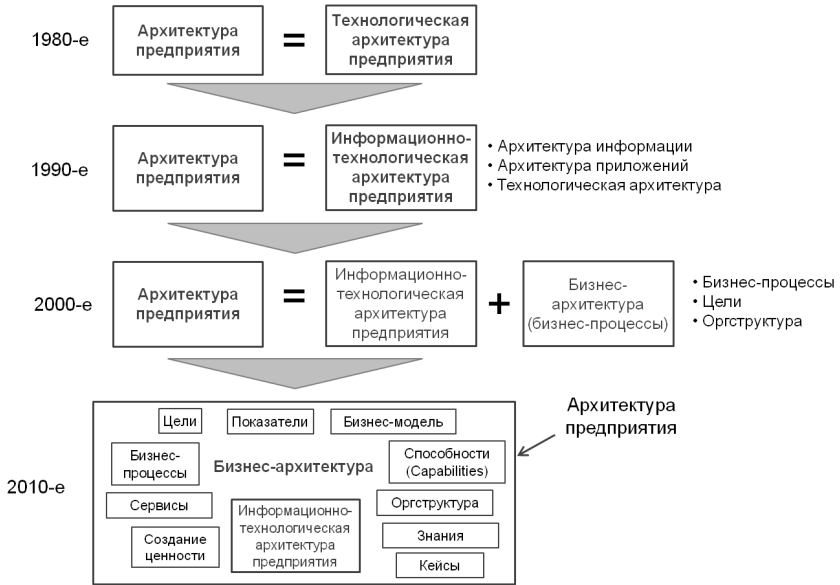 1980-е
Архитектура
предприятия
=
Технологическая
архитектура
предприятия
1990-е
Архитектура
предприятия
=
Информационно-
технологическая
архитектура
предприятия
• Архитектура информации
• Архитектура приложений
• Технологическая архитектура
2000-е
Архитектура
предприятия
=
Информационно-
технологическая
архитектура
предприятия
+
Бизнес-
архитектура
(бизнес-процессы)
• Бизнес-процессы
• Цели
• Оргструктура
2010-е
Цели
Показатели
Бизнес-модель
Архитектура
предприятия
Бизнес-
процессы
Бизнес-архитектура
Способности
(Capabilities)
Сервисы
Информационно-
технологическая
архитектура
предприятия
Оргструктура
Создание
ценности
Знания
Кейсы